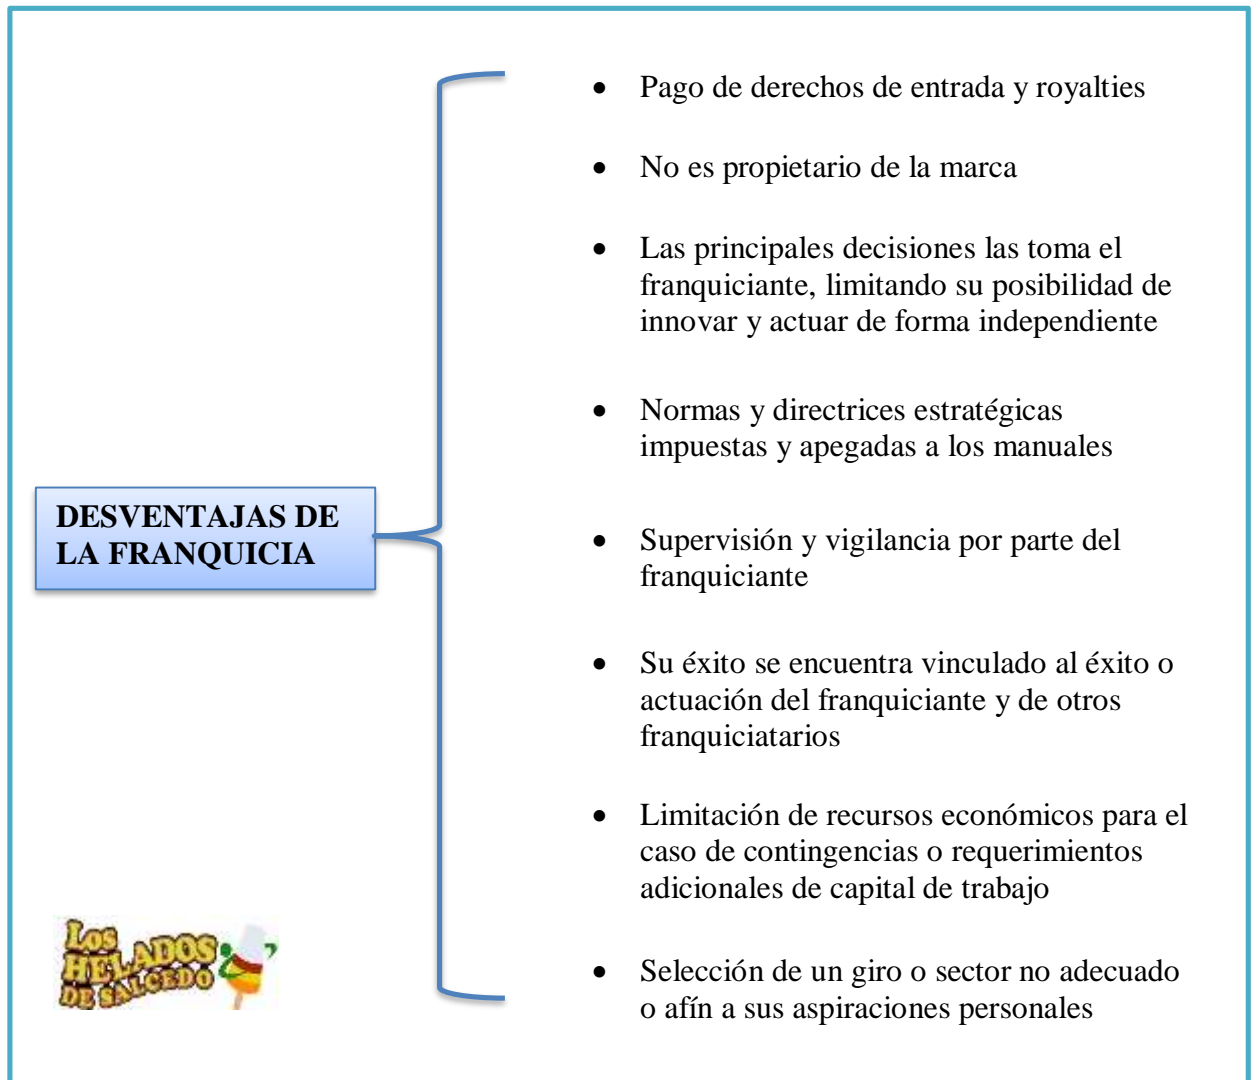 • Pago de derechos de entrada y royalties
• No es propietario de la marca
• Las principales decisiones las toma el
franquiciante, limitando su posibilidad de
innovar y actuar de forma independiente
• Normas y directrices estratégicas
impuestas y apegadas a los manuales
DESVENTAJAS DE
LA FRANQUICIA
• Supervisión y vigilancia por parte del
franquiciante
• Su éxito se encuentra vinculado al éxito o
actuación del franquiciante y de otros
franquiciatarios
• Limitación de recursos económicos para el
caso de contingencias o requerimientos
adicionales de capital de trabajo
• Selección de un giro o sector no adecuado
o afín a sus aspiraciones personales
LOS
HELADOS
DE SALCEDO